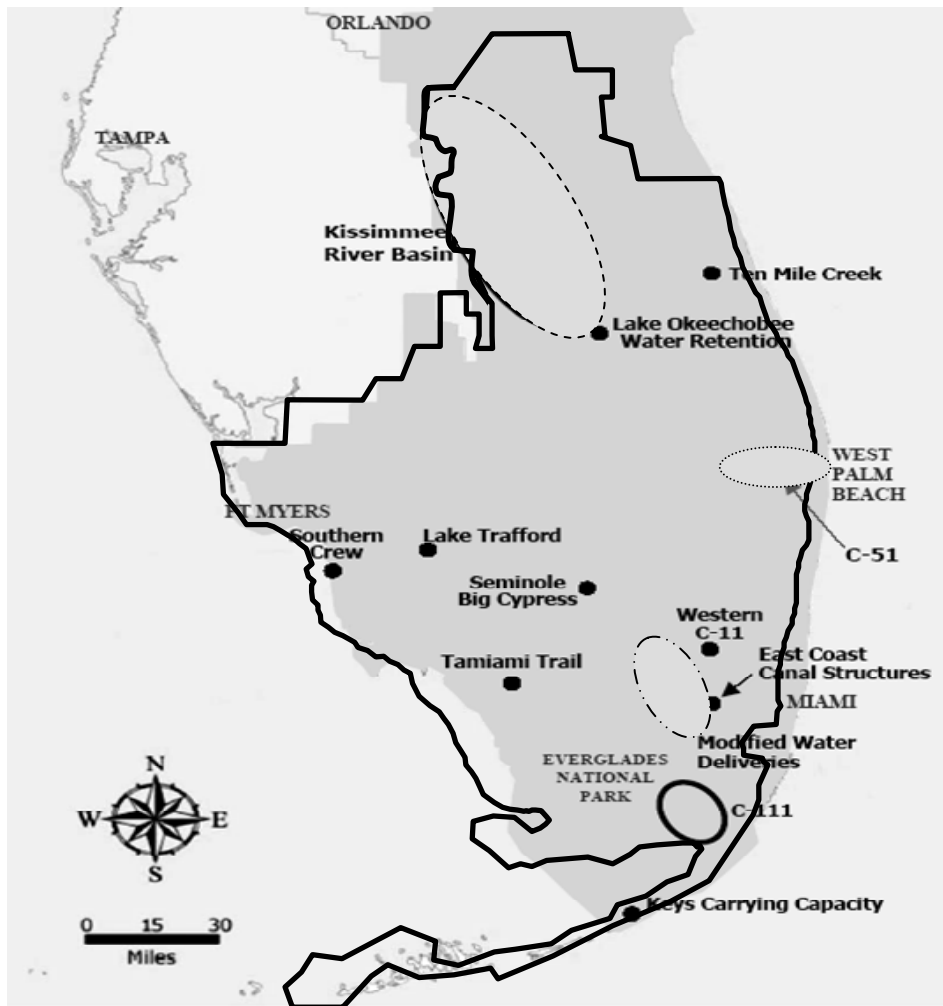 ORLANDO
TAMPA
Kissimmee
River Basin
Ten Mile Creek
Lake Okeechobee
Water Retention
WEST
PALM
BEACH
FT MYERS
Southern
Crew
Lake Trafford
C-51
Seminole
Big Cypress
Western
C-11
East Coast
Canal Structures
Tamiami Trail
MIAMI
Modified Water
Deliveries
EVERGLADES
NATIONAL
PARK
C-111
N
W
E
S
Keys Carrying Capacity
0 15 30
Miles